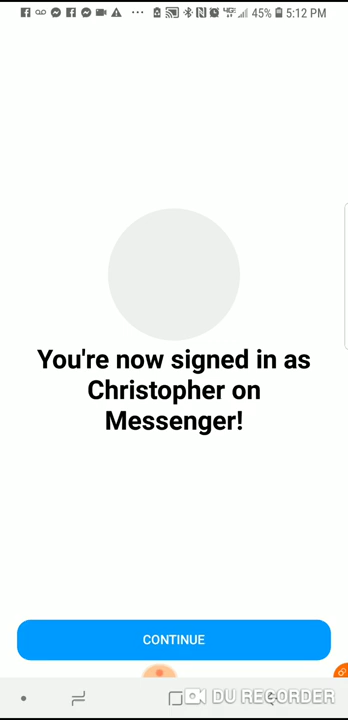 45% 5:12 PM
You're now signed in as
Christopher on
Messenger!
CONTINUE
DU RECORDER